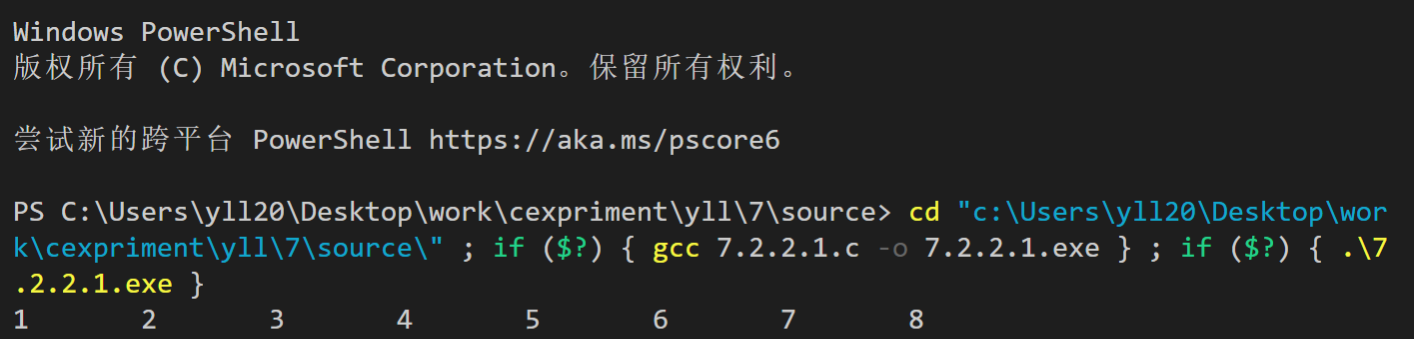 Windows PowerShell
版权所有 (C) Microsoft Corporation。保留所有权利。
尝试新的跨平台 PowerShell https://aka.ms/pscore6
PS C:\Users\yll20\Desktop\work\cexpriment\yll\7\source> cd "c:\Users\yll20\Desktop\wor
k\cexpriment\yll\7\source\" ; if ($?) { gcc 7.2.2.1.c -o 7.2.2.1.exe } ; if ($?) { .\7
.2.2.1.exe }
1 2 3 4 5 6 7 8